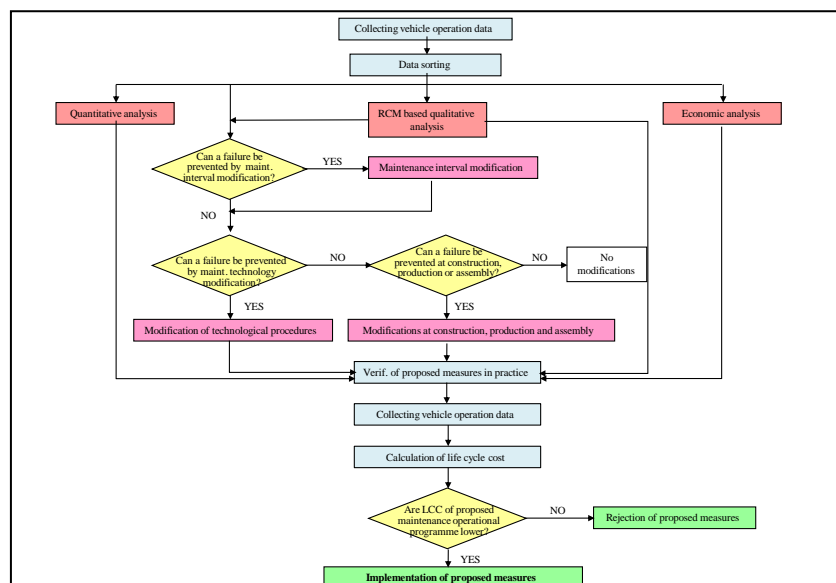 Collecting vehicle operation data
Data sorting
Quantitative analysis
RCM based qualitative
analysis
Economic analysis
Can a failure be
prevented by maint.
interval modification?
YES
Maintenance interval modification
NO
Can a failure be prevented
by maint. technology
modification?
NO
Can a failure be
prevented at construction,
production or assembly?
NO
No
modifications
YES
YES
Modification of technological procedures
Modifications at construction, production and assembly
Verif. of proposed measures in practice
Collecting vehicle operation data
Calculation of life cycle cost
Are LCC of proposed
maintenance operational
programme lower?
NO
Rejection of proposed measures
YES
Implementation of proposed measures